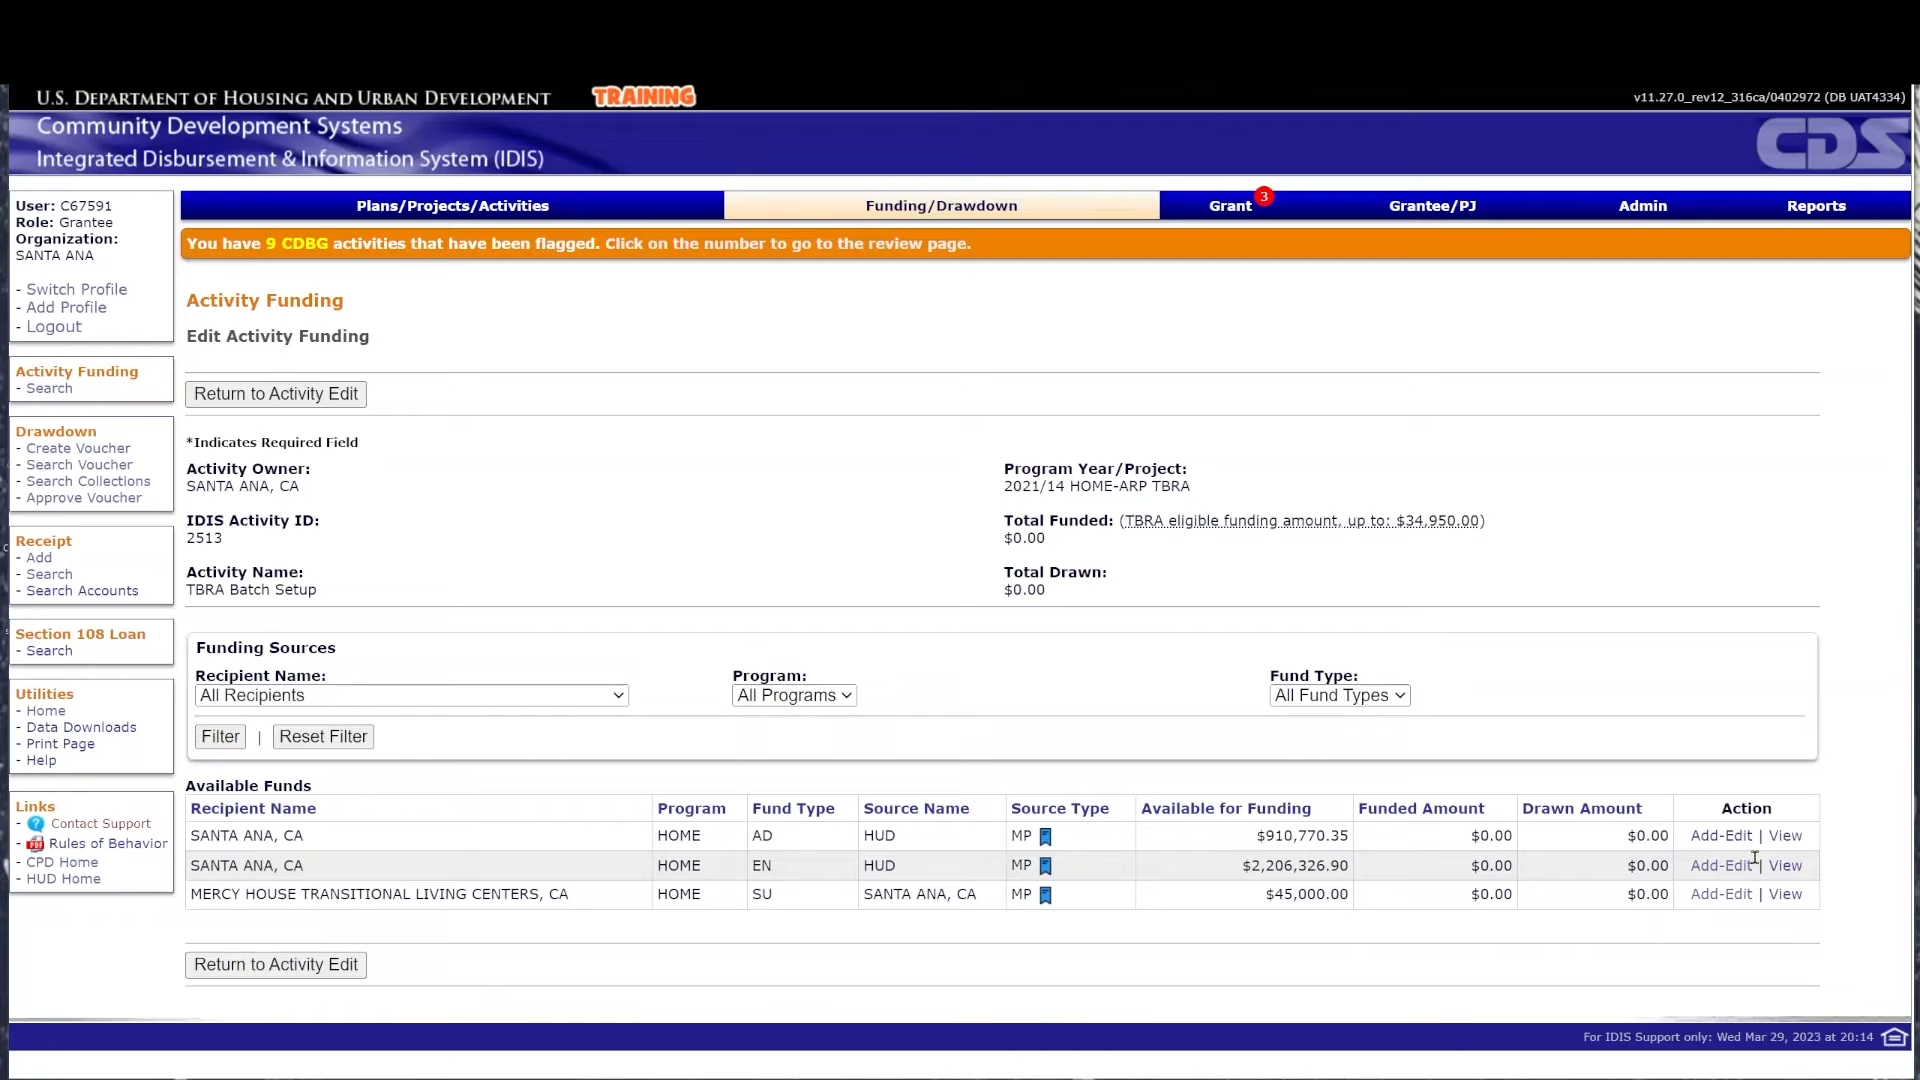 U.S. DEPARTMENT OF HOUSING AND URBAN DEVELOPMENT TRAINING v11.27.0_rev12_316ca/0402972 (DB UAT4334)
Community Development Systems
Integrated Disbursement & Information System (IDIS)
CDS
User: C67591
Role: Grantee
Organization:
SANTA ANA
- Switch Profile
- Add Profile
- Logout
Activity Funding
- Search
Drawdown
- Create Voucher
- Search Voucher
- Search Collections
- Approve Voucher
Receipt
- Add
- Search
- Search Accounts
Section 108 Loan
- Search
Utilities
- Home
- Data Downloads
- Print Page
- Help
Links
- ? Contact Support
- PDF Rules of Behavior
- CPD Home
- HUD Home
Plans/Projects/Activities Funding/Drawdown Grant 3 Grantee/PJ Admin Reports
You have 9 CDBG activities that have been flagged. Click on the number to go to the review page.
Activity Funding
Edit Activity Funding
Return to Activity Edit
*Indicates Required Field
Activity Owner:
SANTA ANA, CA
Program Year/Project:
2021/14 HOME-ARP TBRA
IDIS Activity ID:
2513
Total Funded: (TBRA eligible funding amount, up to: $34,950.00)
$0.00
Activity Name:
TBRA Batch Setup
Total Drawn:
$0.00
Funding Sources
Recipient Name: Program: Fund Type:
All Recipients All Programs All Fund Types
Filter | Reset Filter
Available Funds
Recipient Name Program Fund Type Source Name Source Type Available for Funding Funded Amount Drawn Amount Action
SANTA ANA, CA HOME AD HUD MP $910,770.35 $0.00 $0.00 Add-Edit | View
SANTA ANA, CA HOME EN HUD MP $2,206,326.90 $0.00 $0.00 Add-Edit | View
MERCY HOUSE TRANSITIONAL LIVING CENTERS, CA HOME SU SANTA ANA, CA MP $45,000.00 $0.00 $0.00 Add-Edit | View
Return to Activity Edit
For IDIS Support only: Wed Mar 29, 2023 at 20:14